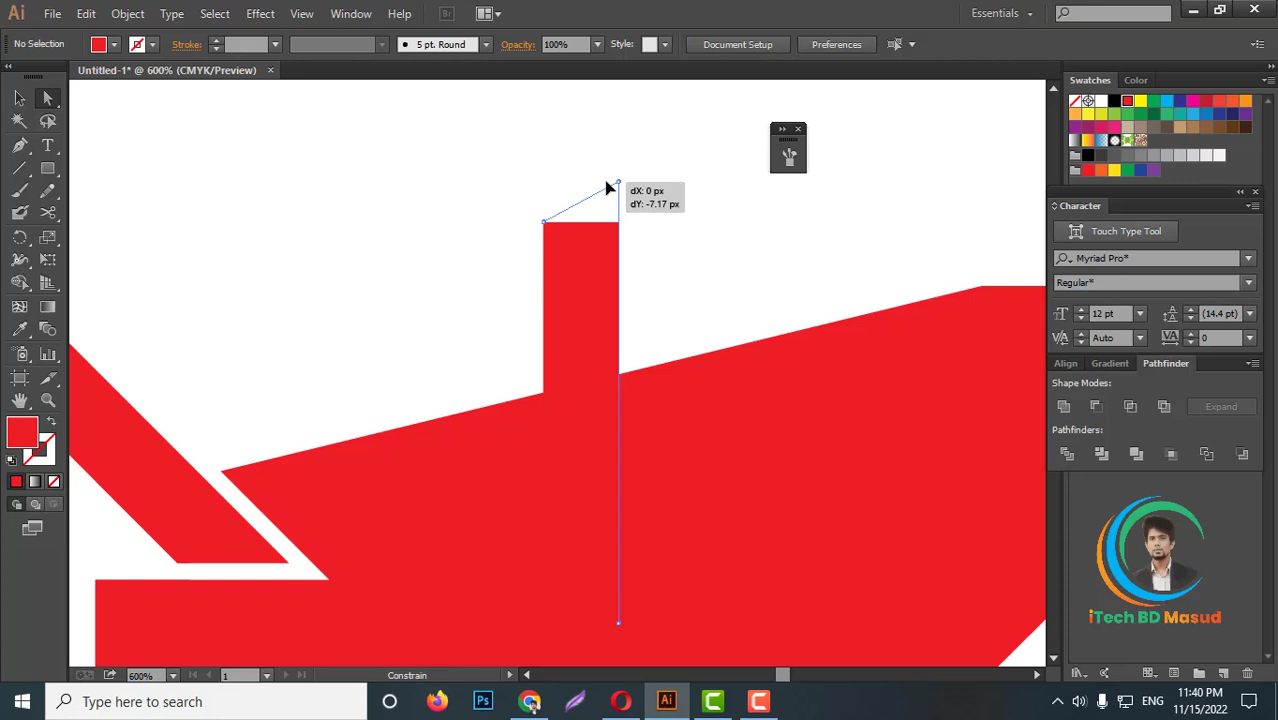 Ai File Edit Object Type Select Effect View Window Help Br Essentials
No Selection Stroke: 5 pt. Round Opacity: 100% Style: Document Setup Preferences
Untitled-1* @ 600% (CMYK/Preview)
Swatches Color
dX: 0 px
dY: -7.17 px
Character
Touch Type Tool
Myriad Pro*
Regular*
12 pt (14.4 pt)
Auto 0
Align Gradient Pathfinder
Shape Modes:
Expand
Pathfinders:
iTech BD Masud
600% 1 Constrain
Type here to search Ps Ai ENG 11:40 PM
11/15/2022